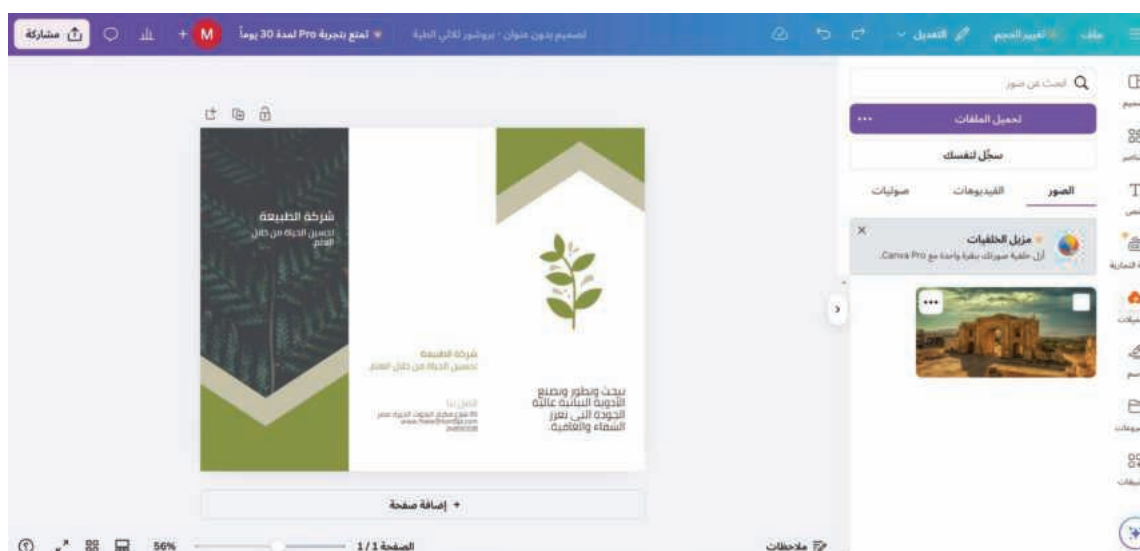 ملف
تغيير الحجم
التعديل
تصميم بدون عنوان - بروشور ثلاثي الطية
تمتع بتجربة Pro لمدة 30 يوماً
M
+
مشاركة
ابحث عن صور
تحميل الملفات
سجّل لنفسك
الصور
الفيديوهات
صوتيات
مزيل الخلفيات
أزل خلفية صورتك بنقرة واحدة مع Canva Pro.
نبحث ونطور ونصنع
الأدوية النباتية عالية
الجودة التي تعزز
الشفاء والعافية.
شركة الطبيعة
تحسين الحياة من خلال العلم.
اتصل بنا
شركة الطبيعة
تحسين الحياة من خلال
العلم.
+ إضافة صفحة
ملاحظات
الصفحة 1 / 1
56%